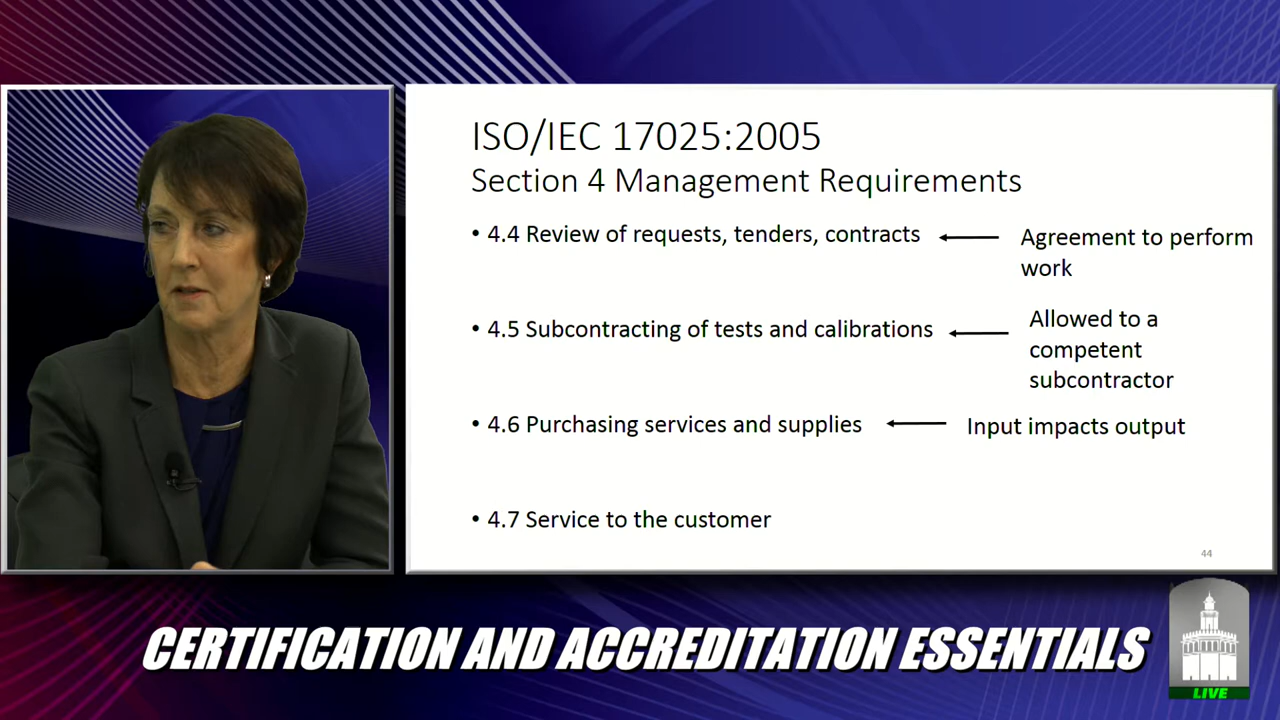 ISO/IEC 17025:2005
Section 4 Management Requirements
• 4.4 Review of requests, tenders, contracts
Agreement to perform
work
• 4.5 Subcontracting of tests and calibrations
Allowed to a
competent
subcontractor
• 4.6 Purchasing services and supplies
Input impacts output
• 4.7 Service to the customer
44
CERTIFICATION AND ACCREDITATION ESSENTIALS
LIVE